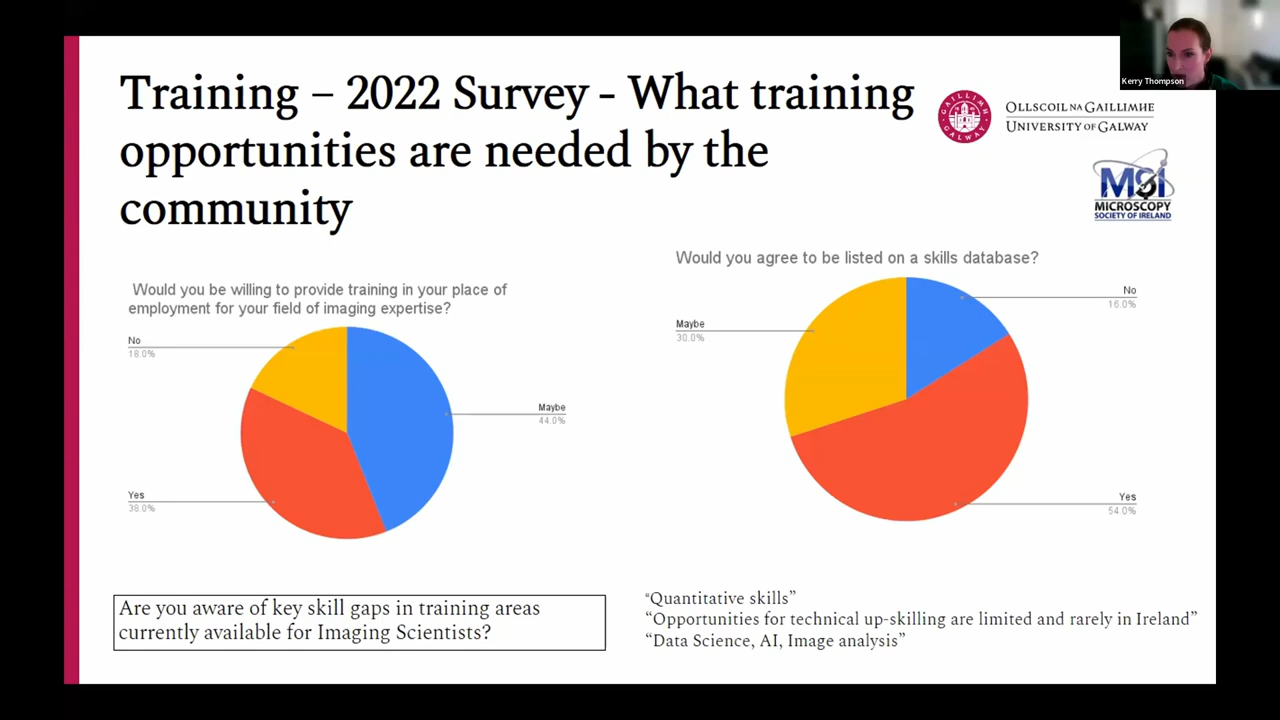 Kerry Thompson
Training – 2022 Survey - What training
opportunities are needed by the
community
OLLSCOIL NA GAILLIMHE
UNIVERSITY OF GALWAY
GAILLIMH
GALWAY
MSI
MICROSCOPY
SOCIETY OF IRELAND
Would you be willing to provide training in your place of
employment for your field of imaging expertise?
No
18.0%
Maybe
44.0%
Yes
38.0%
Would you agree to be listed on a skills database?
No
16.0%
Maybe
30.0%
Yes
54.0%
Are you aware of key skill gaps in training areas
currently available for Imaging Scientists?
“Quantitative skills”
“Opportunities for technical up-skilling are limited and rarely in Ireland”
“Data Science, AI, Image analysis”